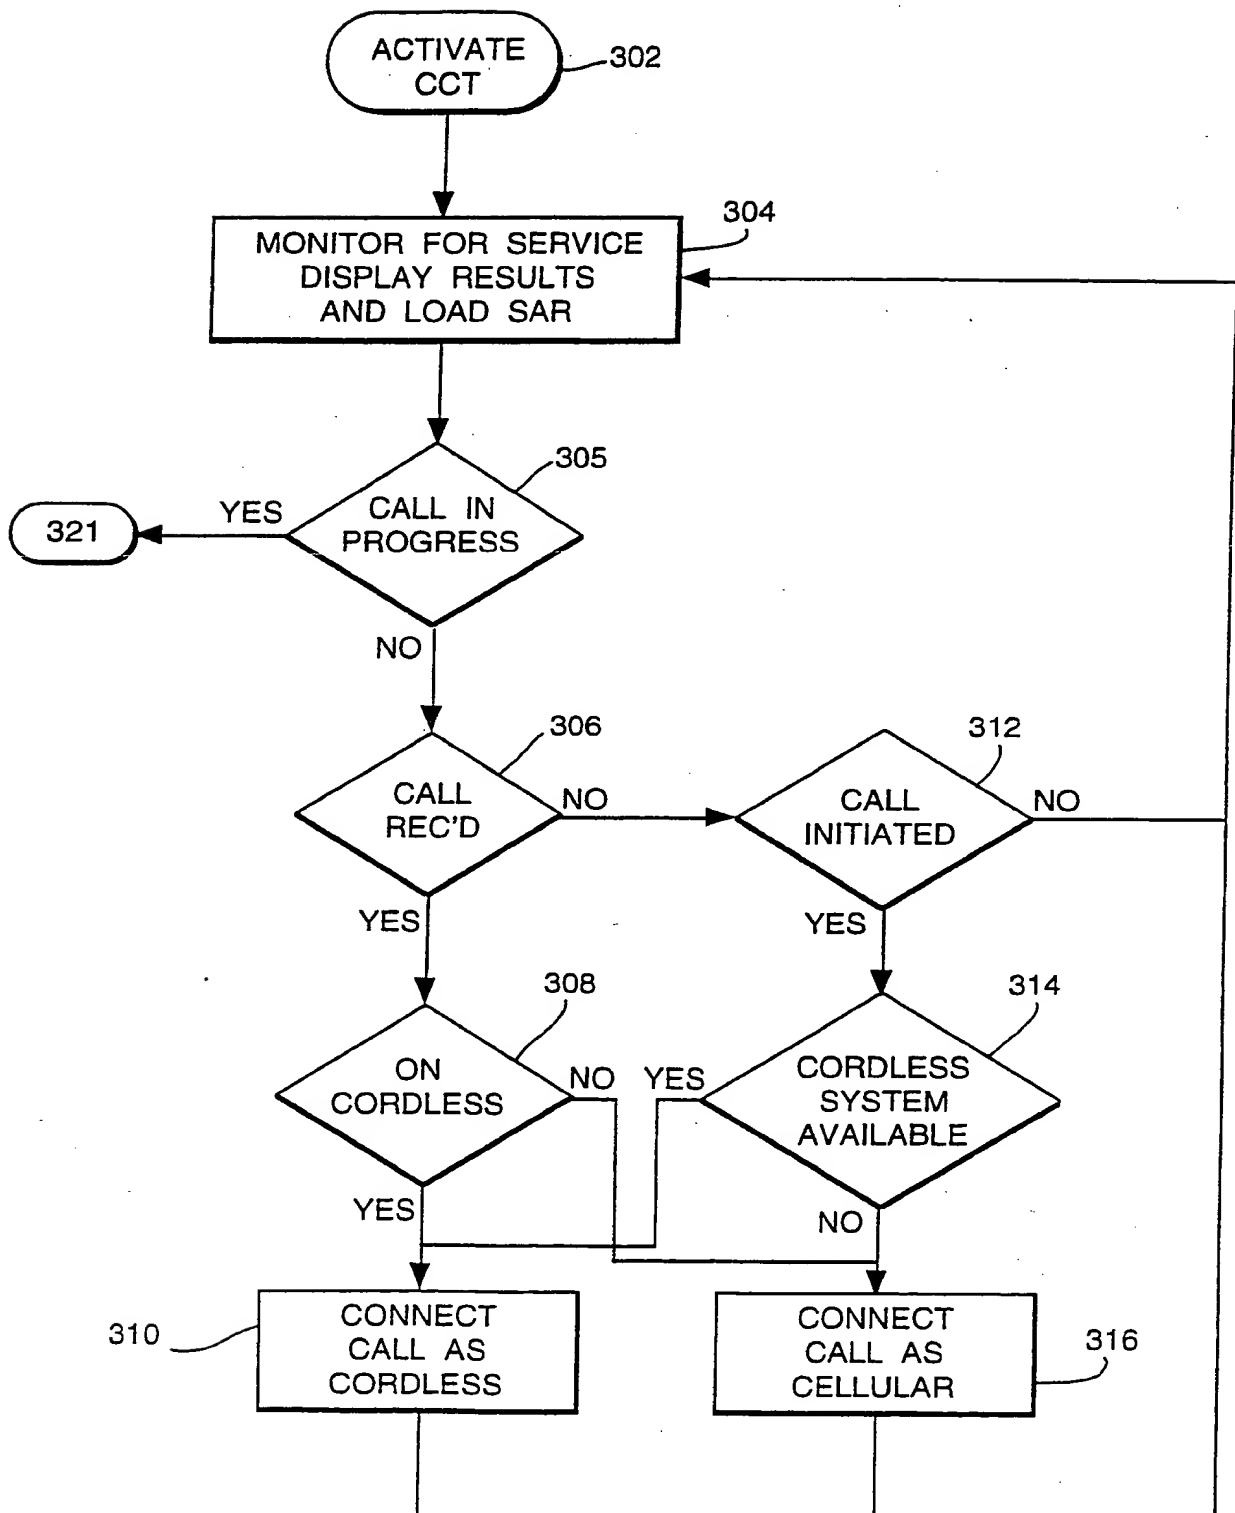 ACTIVATE
CCT
302
304
MONITOR FOR SERVICE
DISPLAY RESULTS
AND LOAD SAR
305
CALL IN
PROGRESS
YES
321
NO
306
CALL
REC'D
NO
312
CALL
INITIATED
NO
YES
YES
308
ON
CORDLESS
NO
314
CORDLESS
SYSTEM
AVAILABLE
YES
YES
NO
310
CONNECT
CALL AS
CORDLESS
CONNECT
CALL AS
CELLULAR
316